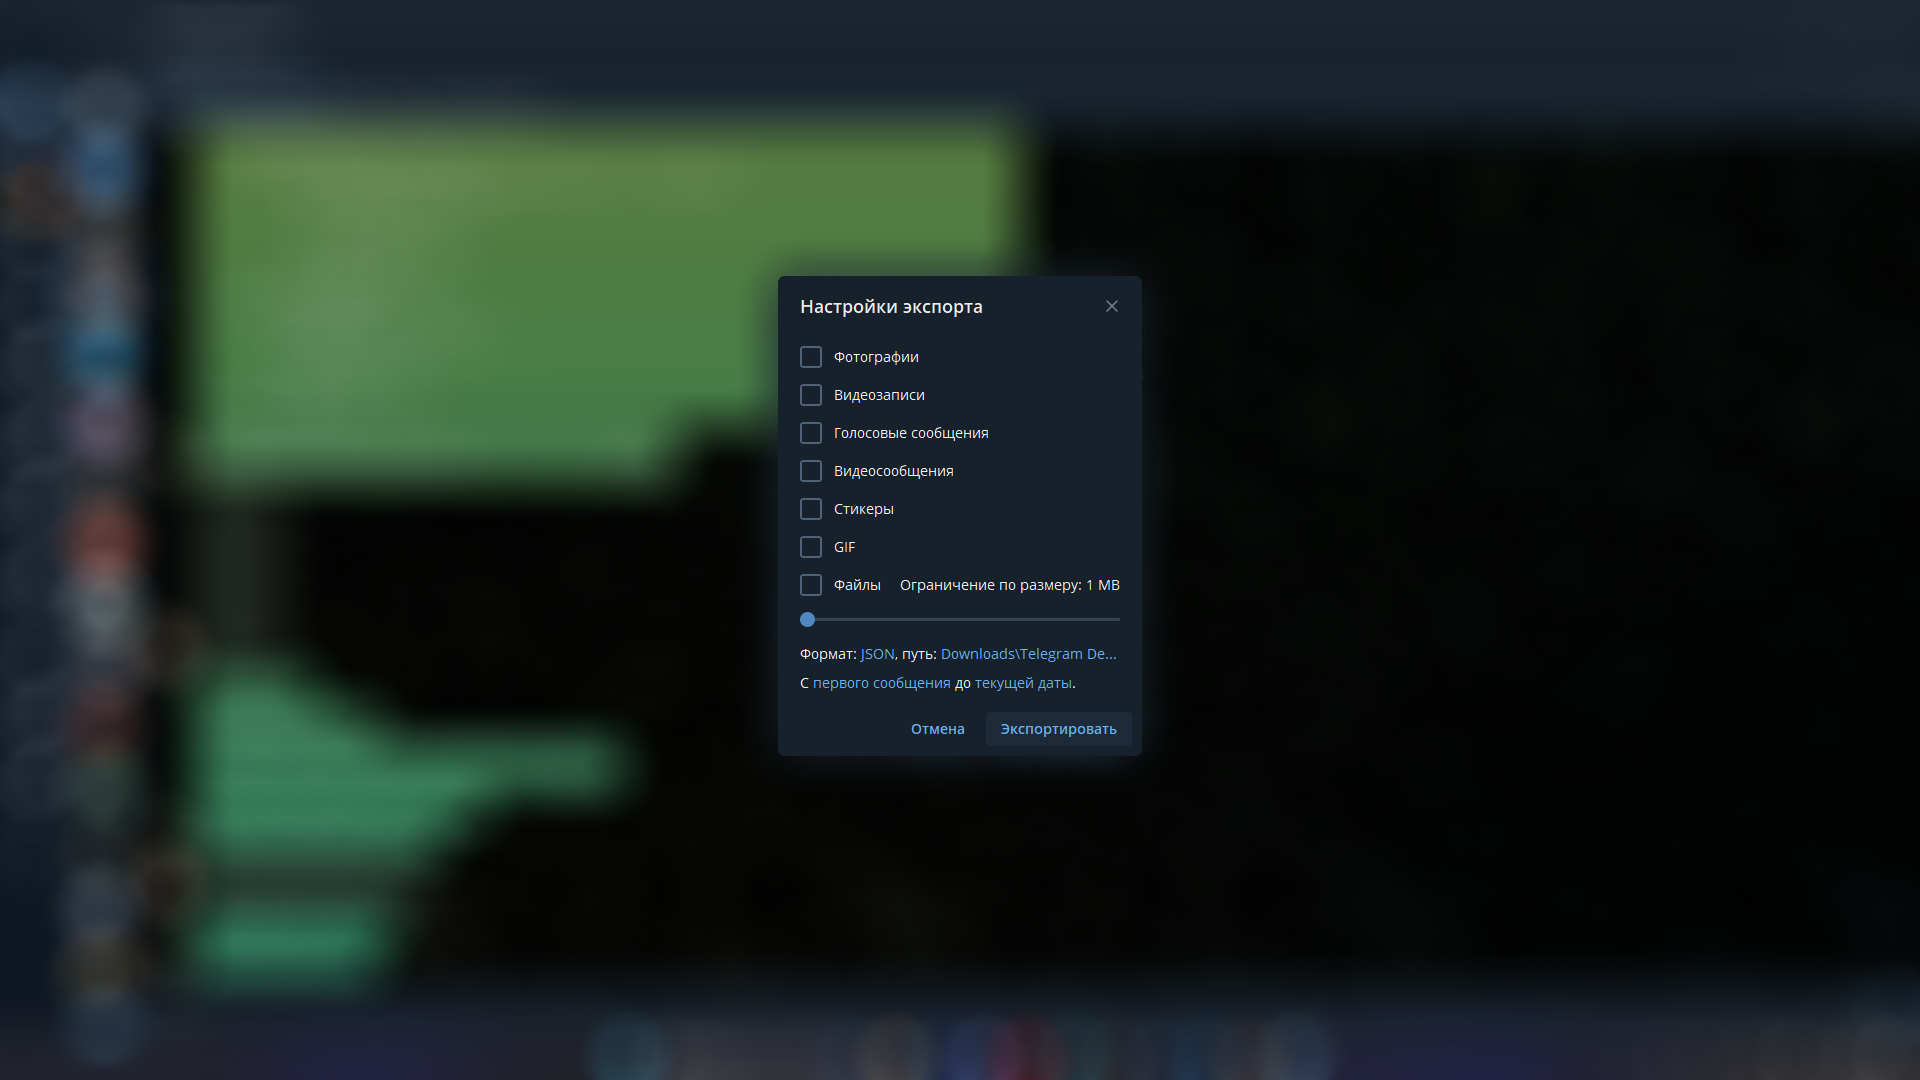 Настройки экспорта
Фотографии
Видеозаписи
Голосовые сообщения
Видеосообщения
Стикеры
GIF
Файлы Ограничение по размеру: 1 MB
Формат: JSON, путь: Downloads\Telegram De...
С первого сообщения до текущей даты.
Отмена Экспортировать